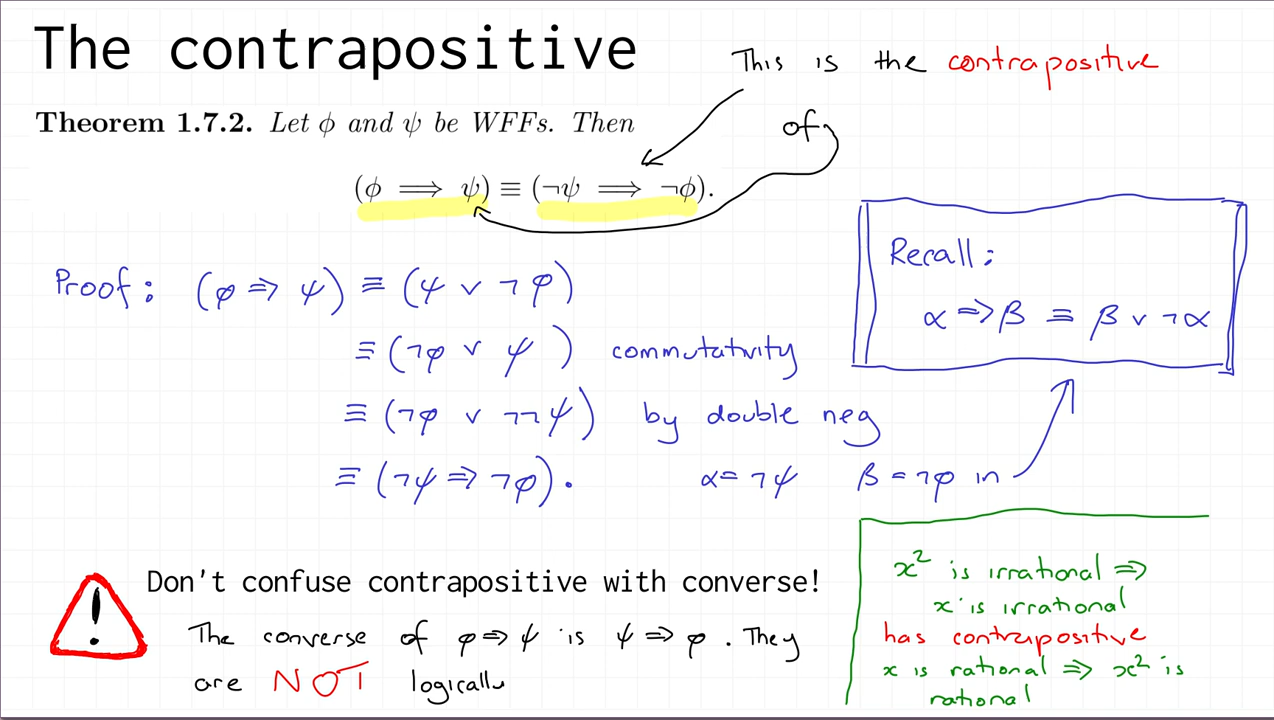 The contrapositive
This is the contrapositive
of
Theorem 1.7.2. Let ϕ and ψ be WFFs. Then
(ϕ ⟹ ψ) ≡ (¬ψ ⟹ ¬ϕ).
Recall:
α ⇒ β ≡ β ∨ ¬α
Proof: (φ ⇒ ψ) ≡ (ψ ∨ ¬φ)
≡ (¬φ ∨ ψ) commutativity
≡ (¬φ ∨ ¬¬ψ) by double neg
≡ (¬ψ ⇒ ¬φ). α = ¬ψ β = ¬φ in
Don't confuse contrapositive with converse!
The converse of φ ⇒ ψ is ψ ⇒ φ. They
are NOT logically
x² is irrational ⇒
x is irrational
has contrapositive
x is rational ⇒ x² is
rational